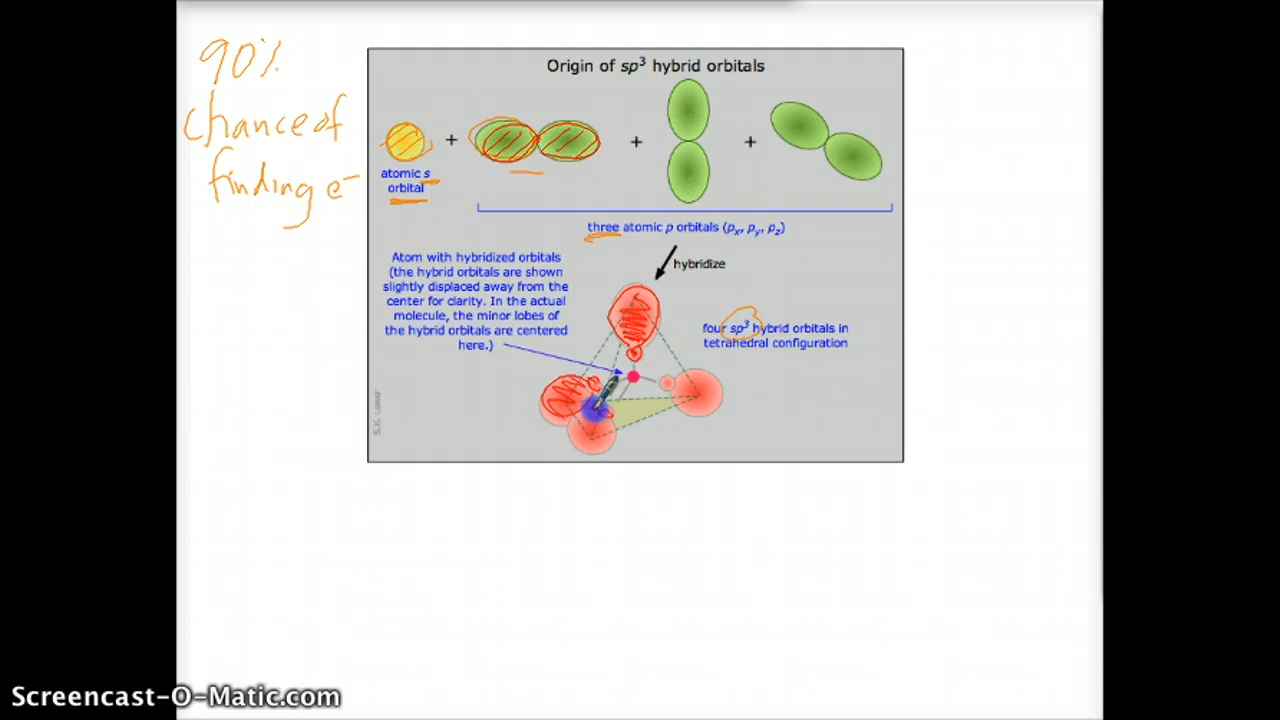 90%
chance of
finding e⁻
Origin of sp³ hybrid orbitals
+
+
+
atomic s
orbital
three atomic p orbitals (pₓ, pᵧ, p_z)
hybridize
Atom with hybridized orbitals
(the hybrid orbitals are shown
slightly displaced away from the
center for clarity. In the actual
molecule, the minor lobes of
the hybrid orbitals are centered
here.)
four sp³ hybrid orbitals in
tetrahedral configuration
S.K. Lower
Screencast-O-Matic.com